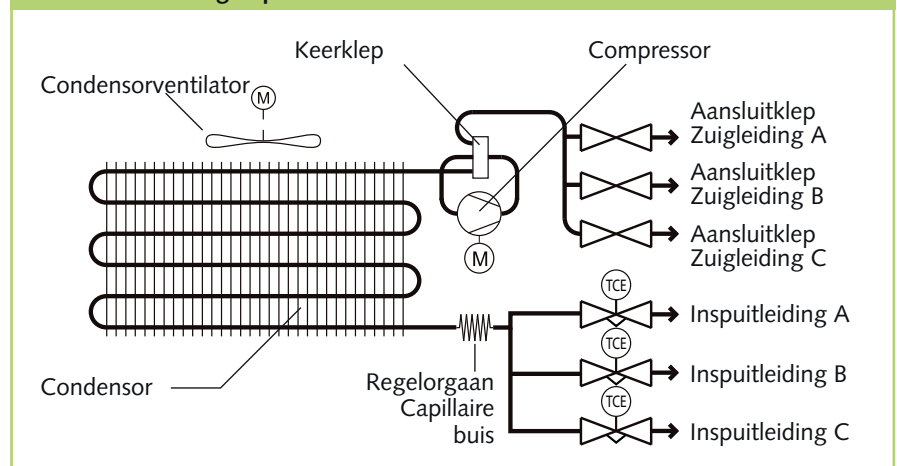 Keerklep
Compressor
Condensorventilator
M
Aansluitklep
Zuigleiding A
Aansluitklep
Zuigleiding B
Aansluitklep
Zuigleiding C
M
TCE
Inspuitleiding A
TCE
Inspuitleiding B
TCE
Inspuitleiding C
Condensor
Regelorgaan
Capillaire
buis